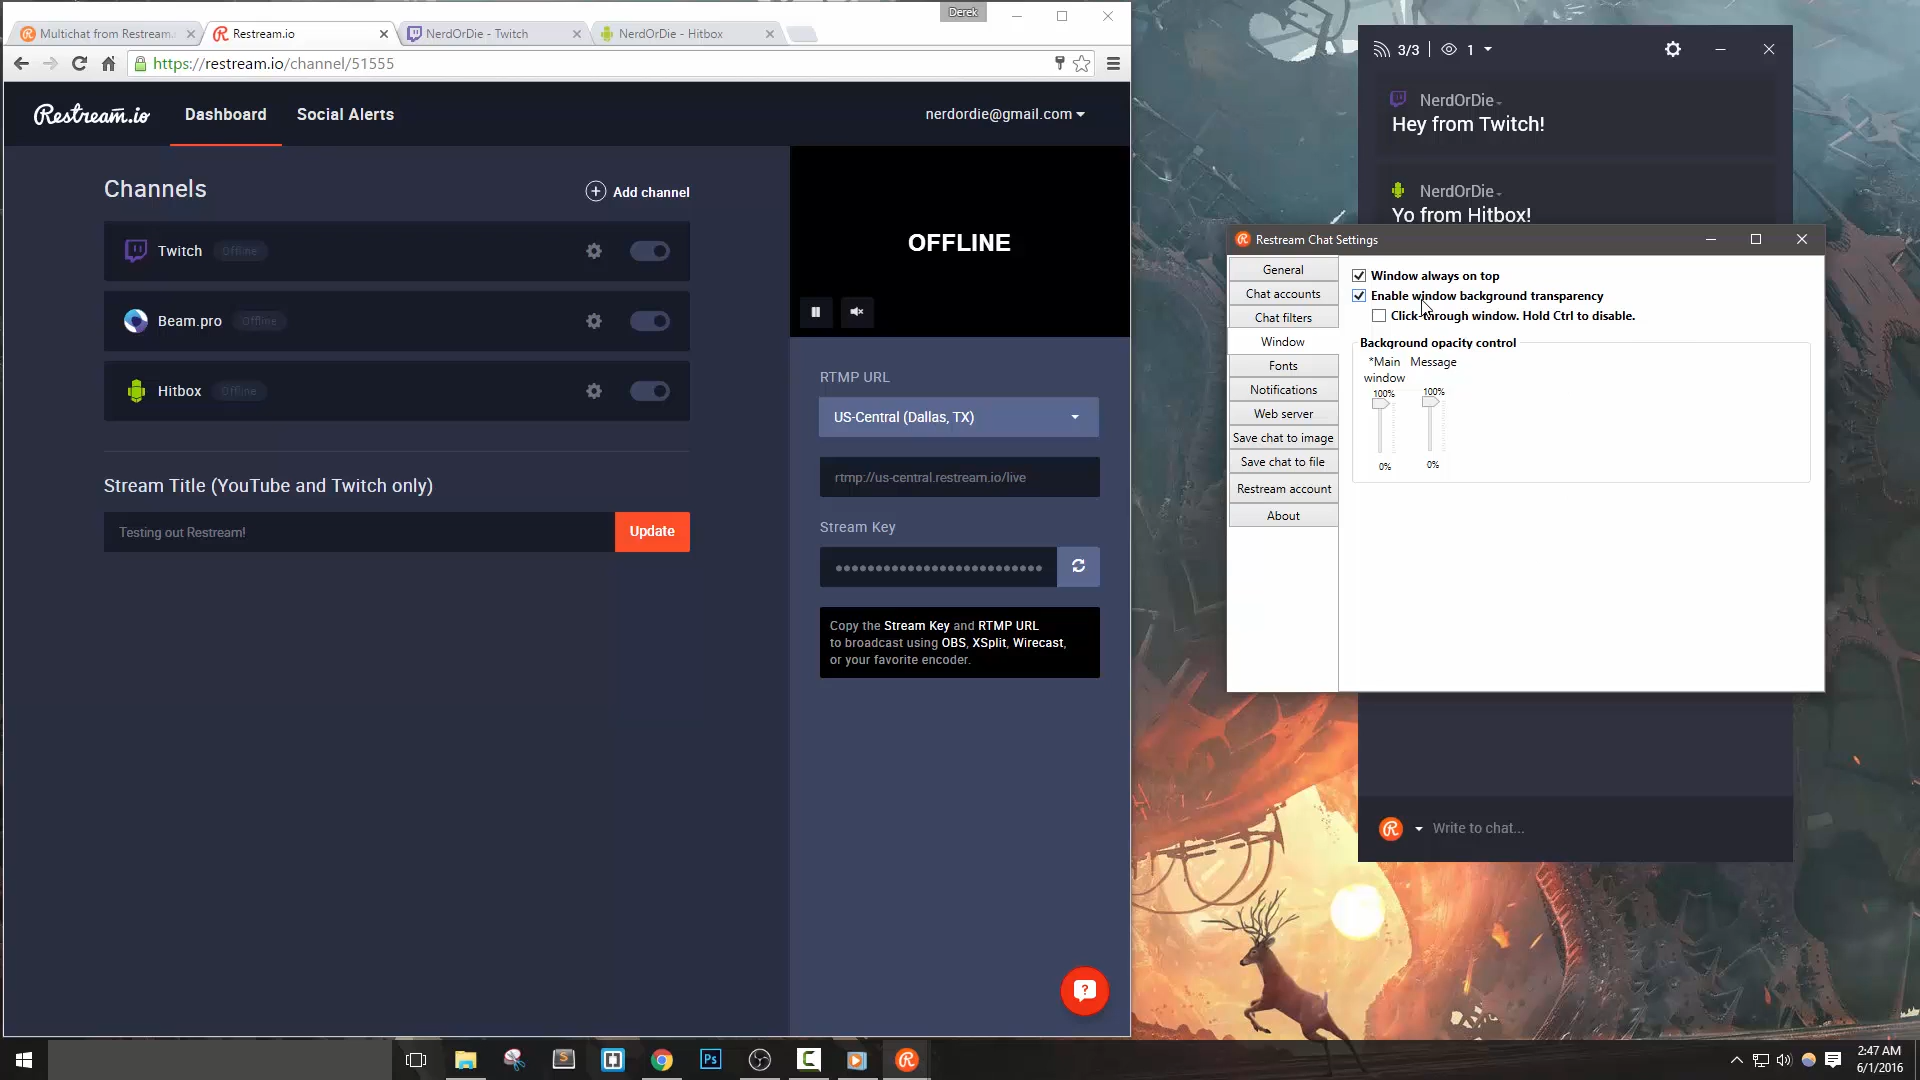 Derek
Multichat from Restream.
Restream.io
NerdOrDie - Twitch
NerdOrDie - Hitbox
https://restream.io/channel/51555
Restream.io
Dashboard
Social Alerts
nerdordie@gmail.com
Channels
Add channel
Twitch
Offline
Beam.pro
Offline
Hitbox
Offline
Stream Title (YouTube and Twitch only)
Testing out Restream!
Update
OFFLINE
RTMP URL
US-Central (Dallas, TX)
rtmp://us-central.restream.io/live
Stream Key
Copy the Stream Key and RTMP URL
to broadcast using OBS, XSplit, Wirecast,
or your favorite encoder.
3/3
1
NerdOrDie
Hey from Twitch!
NerdOrDie
Yo from Hitbox!
Restream Chat Settings
General
Chat accounts
Chat filters
Window
Fonts
Notifications
Web server
Save chat to image
Save chat to file
Restream account
About
Window always on top
Enable window background transparency
Click-through window. Hold Ctrl to disable.
Background opacity control
*Main window
Message
100%
100%
0%
0%
Write to chat...
Ps
2:47 AM
6/1/2016